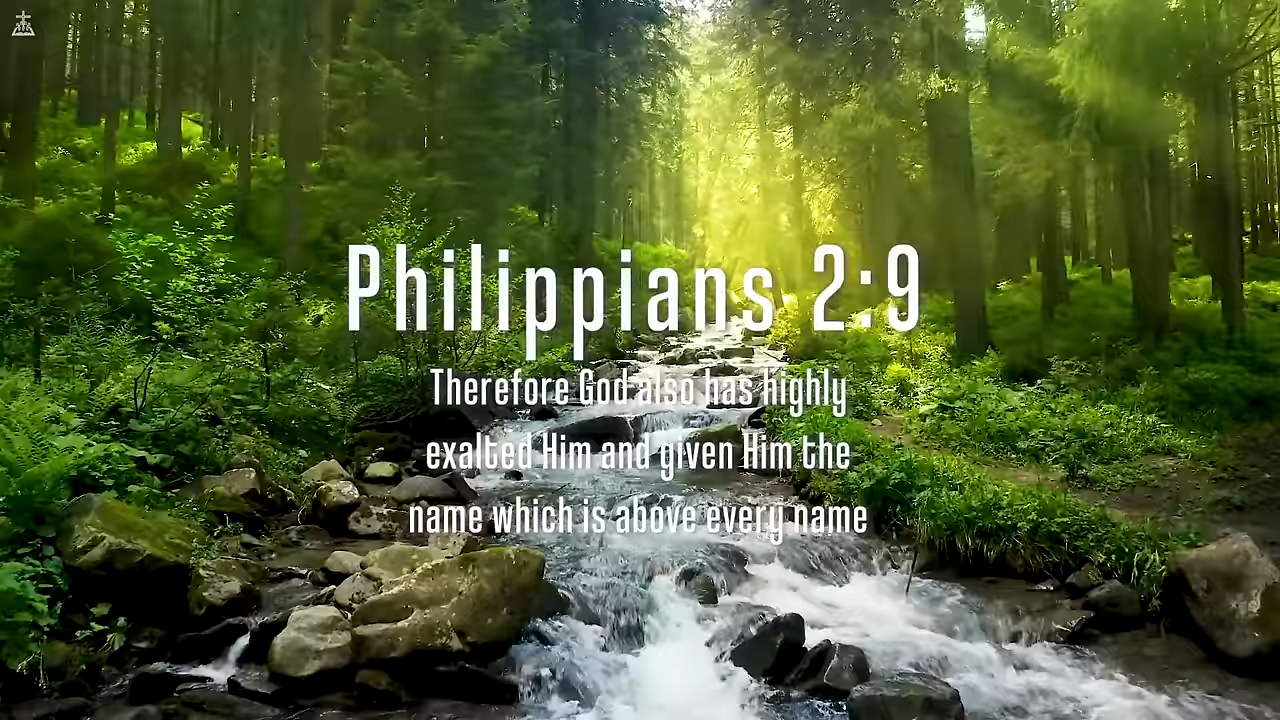 Philippians 2:9
Therefore God also has highly
exalted Him and given Him the
name which is above every name